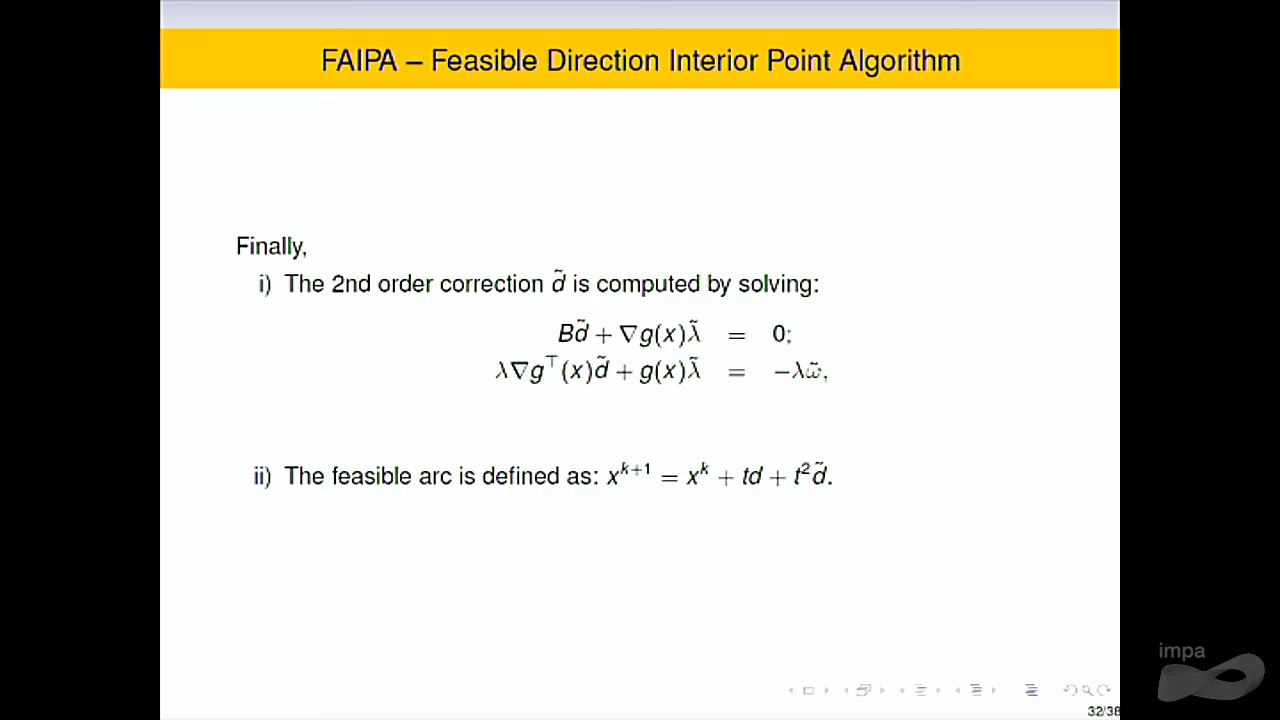 FAIPA – Feasible Direction Interior Point Algorithm
Finally,
i) The 2nd order correction d̃ is computed by solving:
Bd̃ + ∇g(x)λ̃ = 0;
λ∇g⊤(x)d̃ + g(x)λ̃ = −λω̃,
ii) The feasible arc is defined as: xᵏ⁺¹ = xᵏ + td + t²d̃.
impa
32/38